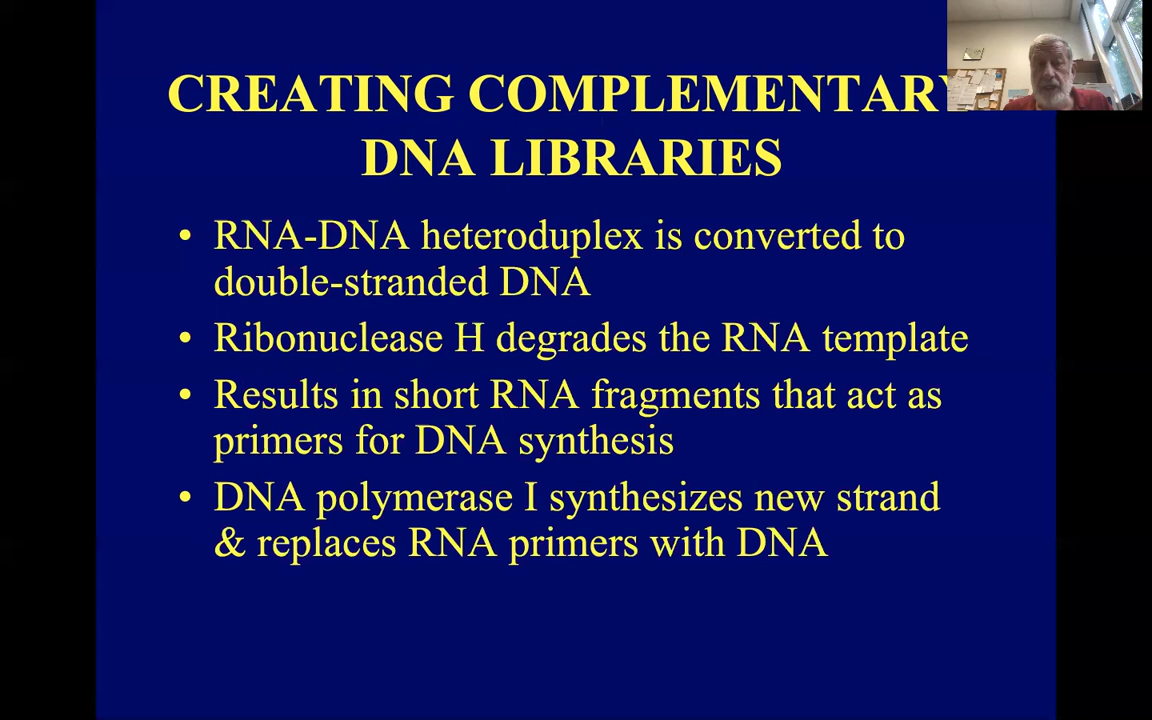 CREATING COMPLEMENTARY
DNA LIBRARIES
• RNA-DNA heteroduplex is converted to
double-stranded DNA
• Ribonuclease H degrades the RNA template
• Results in short RNA fragments that act as
primers for DNA synthesis
• DNA polymerase I synthesizes new strand
& replaces RNA primers with DNA